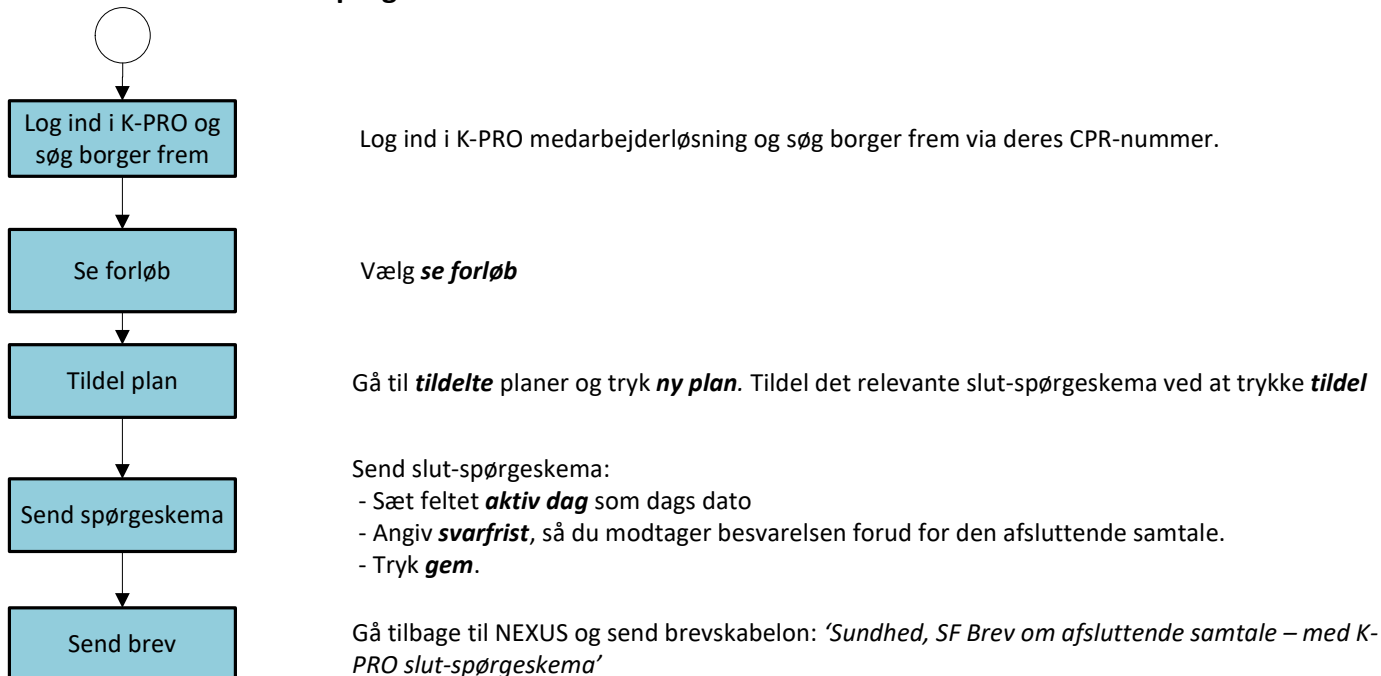 Log ind i K-PRO og
søg borger frem
Log ind i K-PRO medarbejderløsning og søg borger frem via deres CPR-nummer.
Se forløb
Vælg se forløb
Tildel plan
Gå til tildelte planer og tryk ny plan. Tildel det relevante slut-spørgeskema ved at trykke tildel
Send spørgeskema
Send slut-spørgeskema:
- Sæt feltet aktiv dag som dags dato
- Angiv svarfrist, så du modtager besvarelsen forud for den afsluttende samtale.
- Tryk gem.
Send brev
Gå tilbage til NEXUS og send brevskabelon: ‘Sundhed, SF Brev om afsluttende samtale – med K-
PRO slut-spørgeskema’